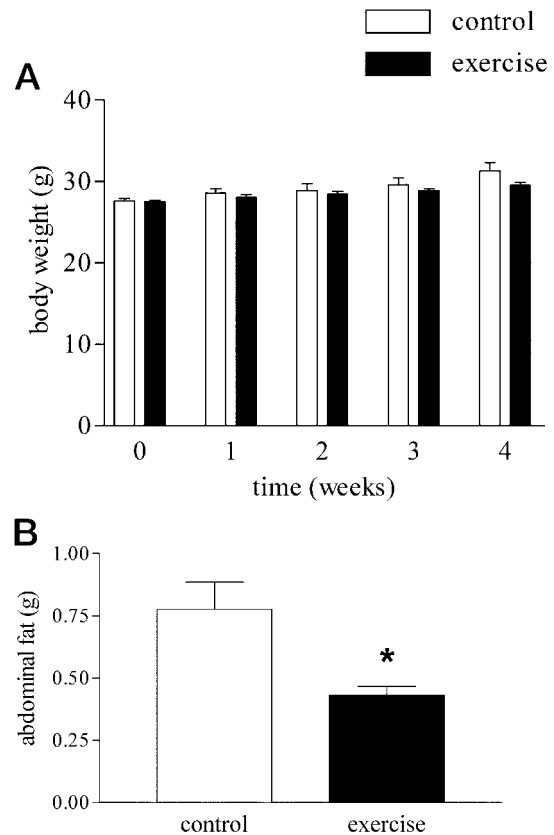 control
exercise
A
40
30
20
10
0
body weight (g)
0 1 2 3 4
time (weeks)
B
1.00
0.75
0.50
0.25
0.00
abdominal fat (g)
*
control exercise